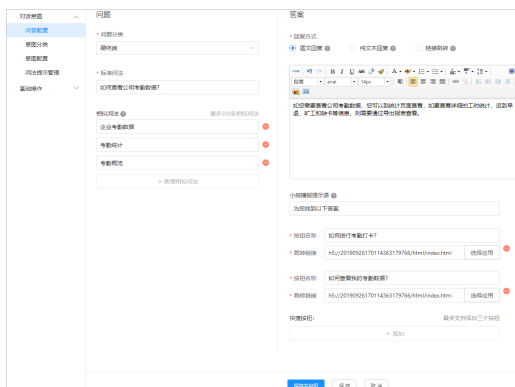 对话意图
问答配置
意图分类
意图配置
问法提示管理
基础操作
问题
* 问题分类
硬终端
* 标准问法
如何查看公司考勤数据?
相似问法
最多200条相似问法
企业考勤数据
考勤统计
考勤概览
+ 新增相似问法
答案
* 回复方式
图文回复
纯文本回复
链接跳转
B I U
14px
如您需要查看公司考勤数据, 您可以到统计页面查看, 如需查看详细的工时统计, 迟到早
退、旷工和缺卡等信息, 则需要通过导出报表查看。
为您找到以下答案
* 按钮名称
如何进行考勤打卡?
* 跳转链接
h5://20190926170114363179766/html/index.html
选择应用
* 按钮名称
如何查看我的考勤数据?
* 跳转链接
h5://20190926170114363179766/html/index.html
选择应用
快捷按钮:
最多支持添加三个按钮
+ 添加
取消